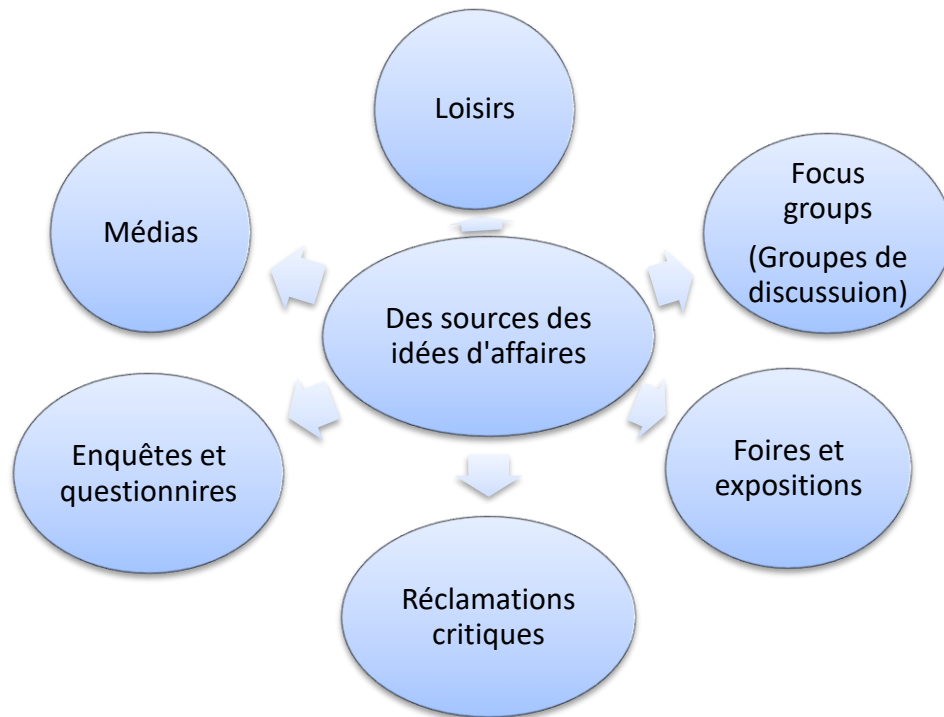 Loisirs
Médias
Focus
groups
(Groupes de
discussuion)
Des sources des
idées d'affaires
Enquêtes et
questionnires
Foires et
expositions
Réclamations
critiques